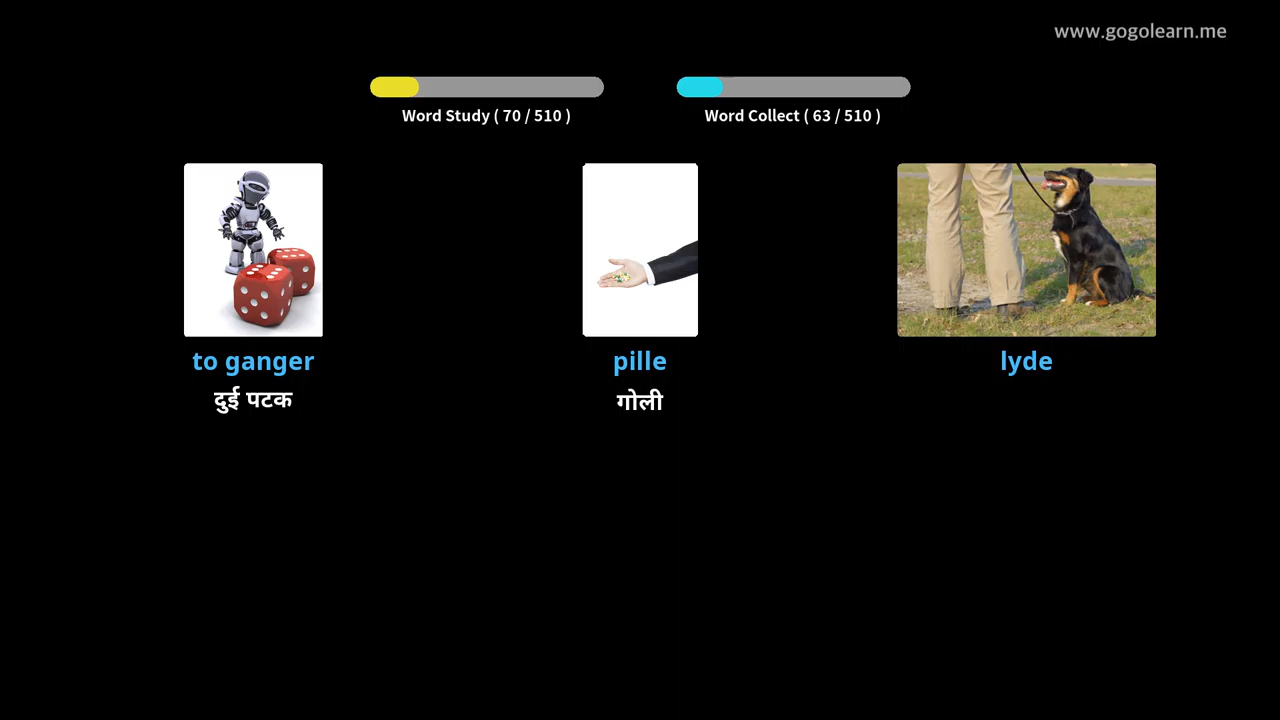 www.gogolearn.me
Word Study ( 70 / 510 )
Word Collect ( 63 / 510 )
to ganger
दुई पटक
pille
गोली
lyde